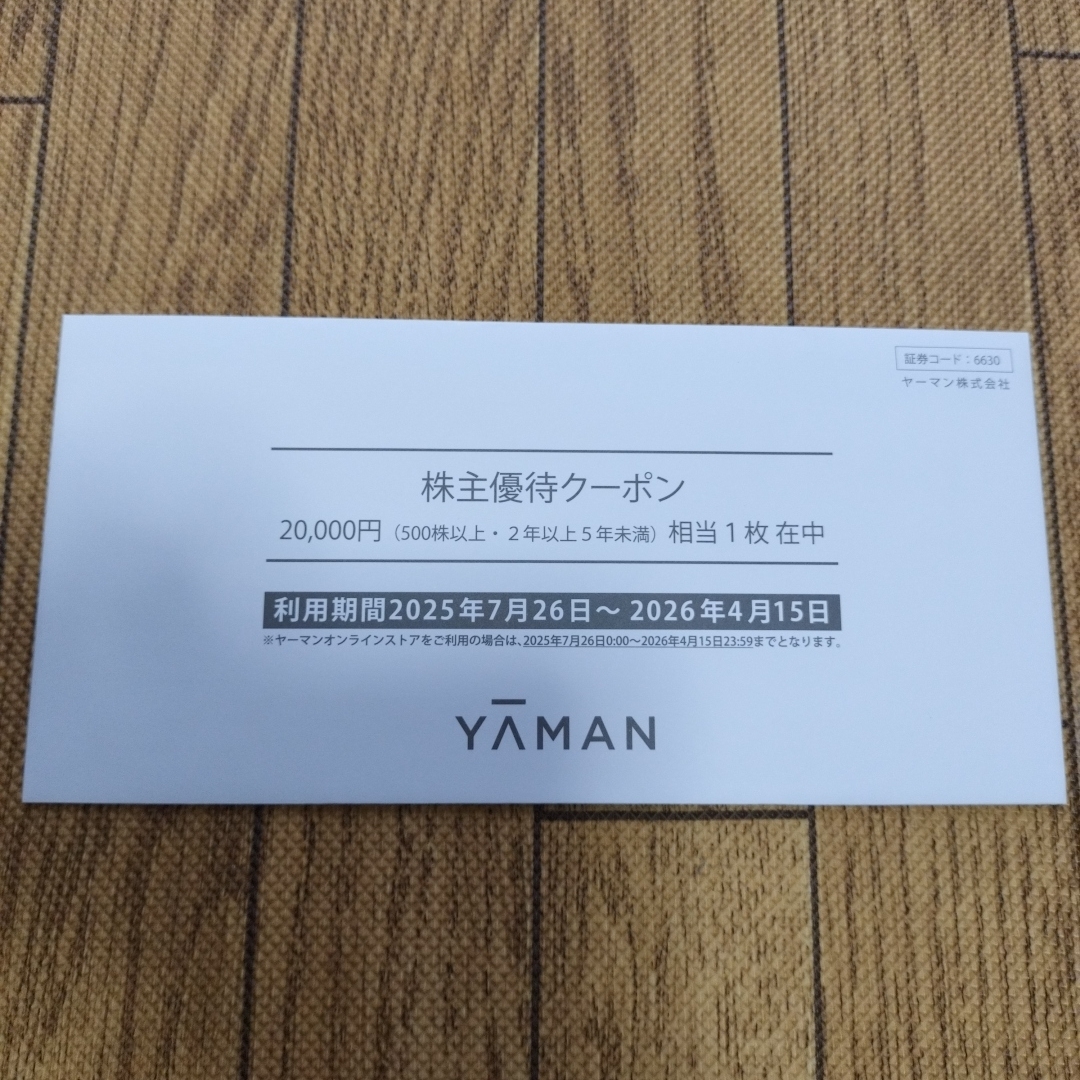 証券コード：6630
ヤーマン株式会社
株主優待クーポン
20,000円（500株以上・２年以上５年未満）相当１枚 在中
利用期間2025年7月26日～ 2026年4月15日
※ヤーマンオンラインストアをご利用の場合は、2025年7月26日0:00～2026年4月15日23:59までとなります。
YĀMAN